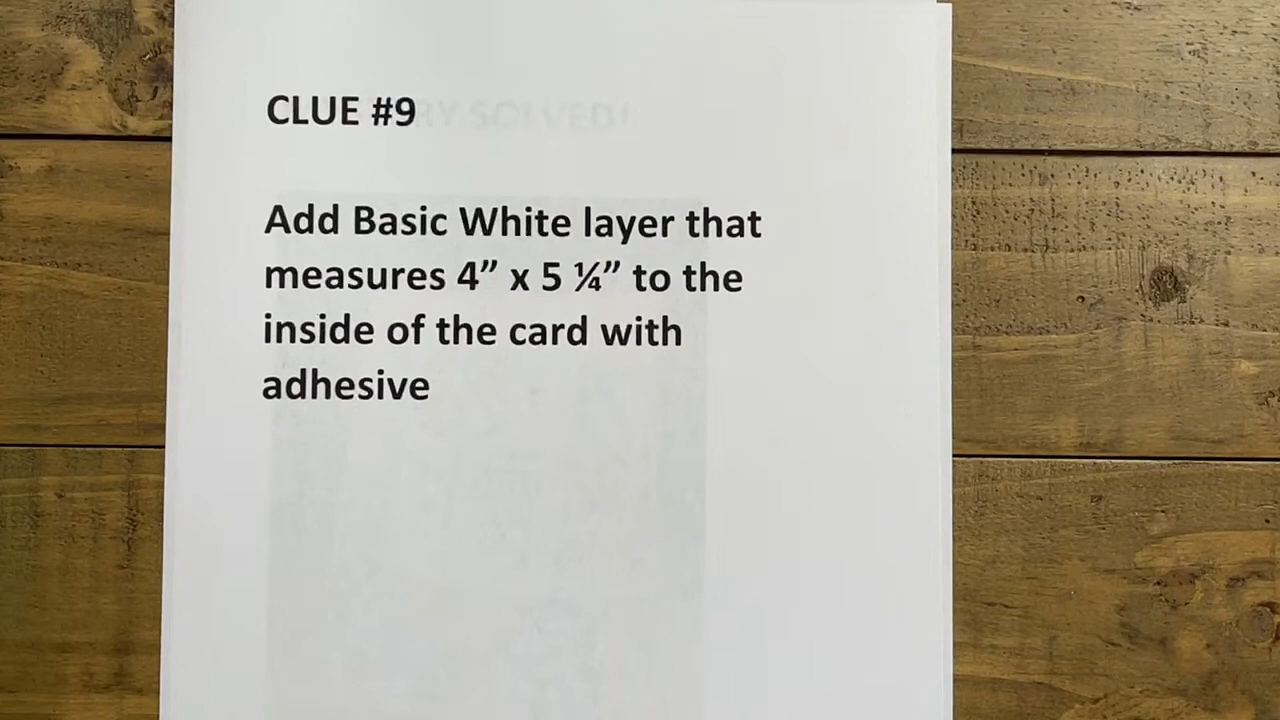 CLUE #9
Add Basic White layer that
measures 4” x 5 ¼” to the
inside of the card with
adhesive